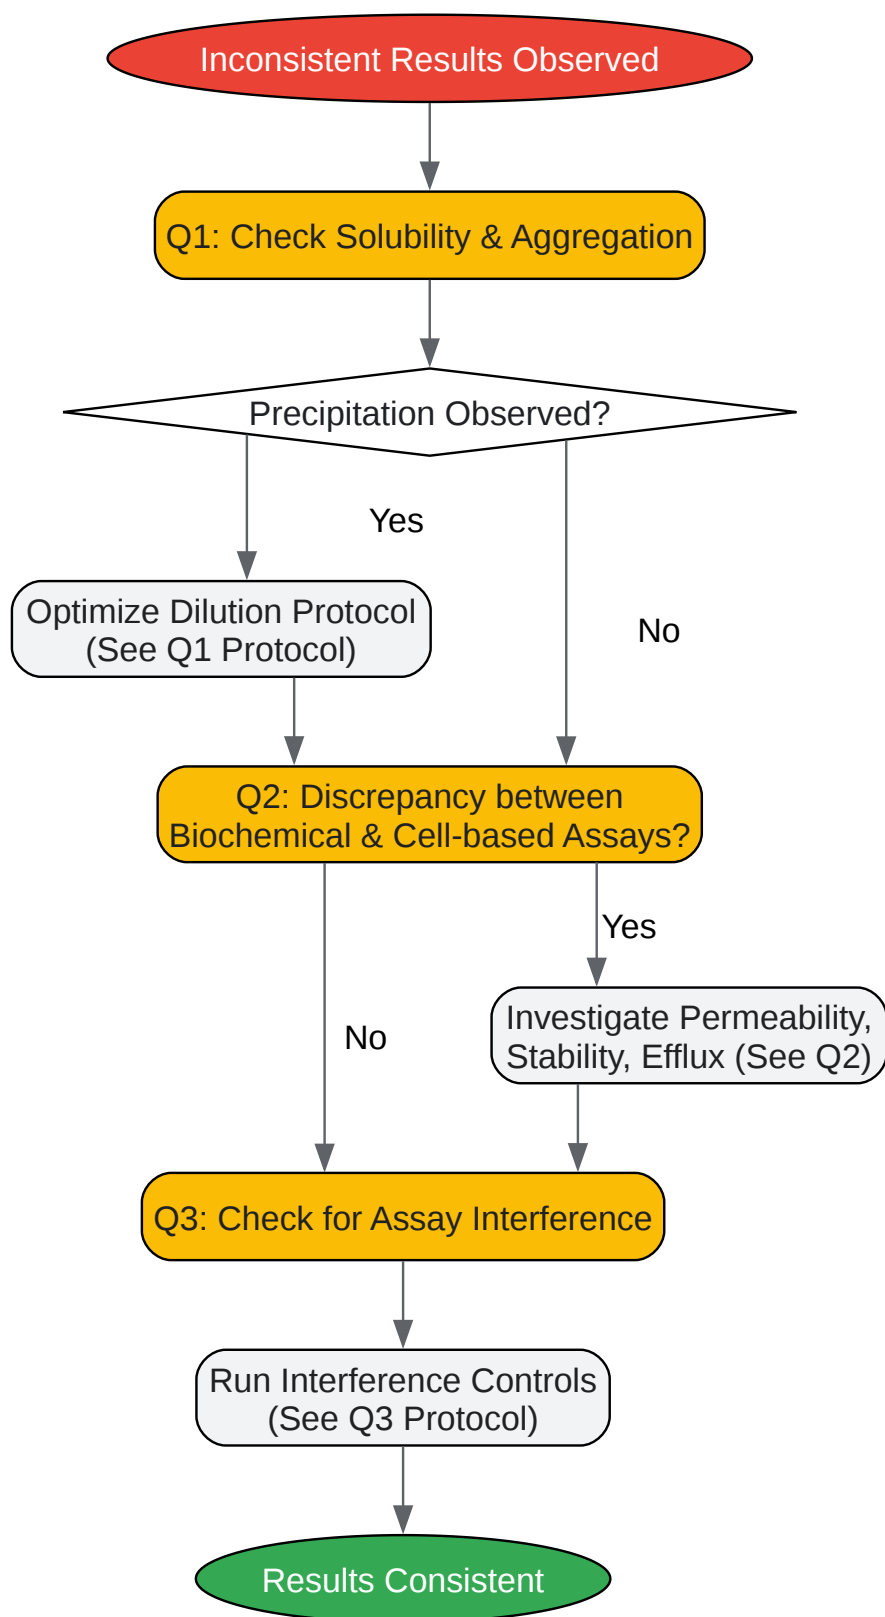 Inconsistent Results Observed
Q1: Check Solubility & Aggregation
Precipitation Observed?
Yes
Optimize Dilution Protocol
(See Q1 Protocol)
No
Q2: Discrepancy between
Biochemical & Cell-based Assays?
Yes
Investigate Permeability,
Stability, Efflux (See Q2)
No
Q3: Check for Assay Interference
Run Interference Controls
(See Q3 Protocol)
Results Consistent